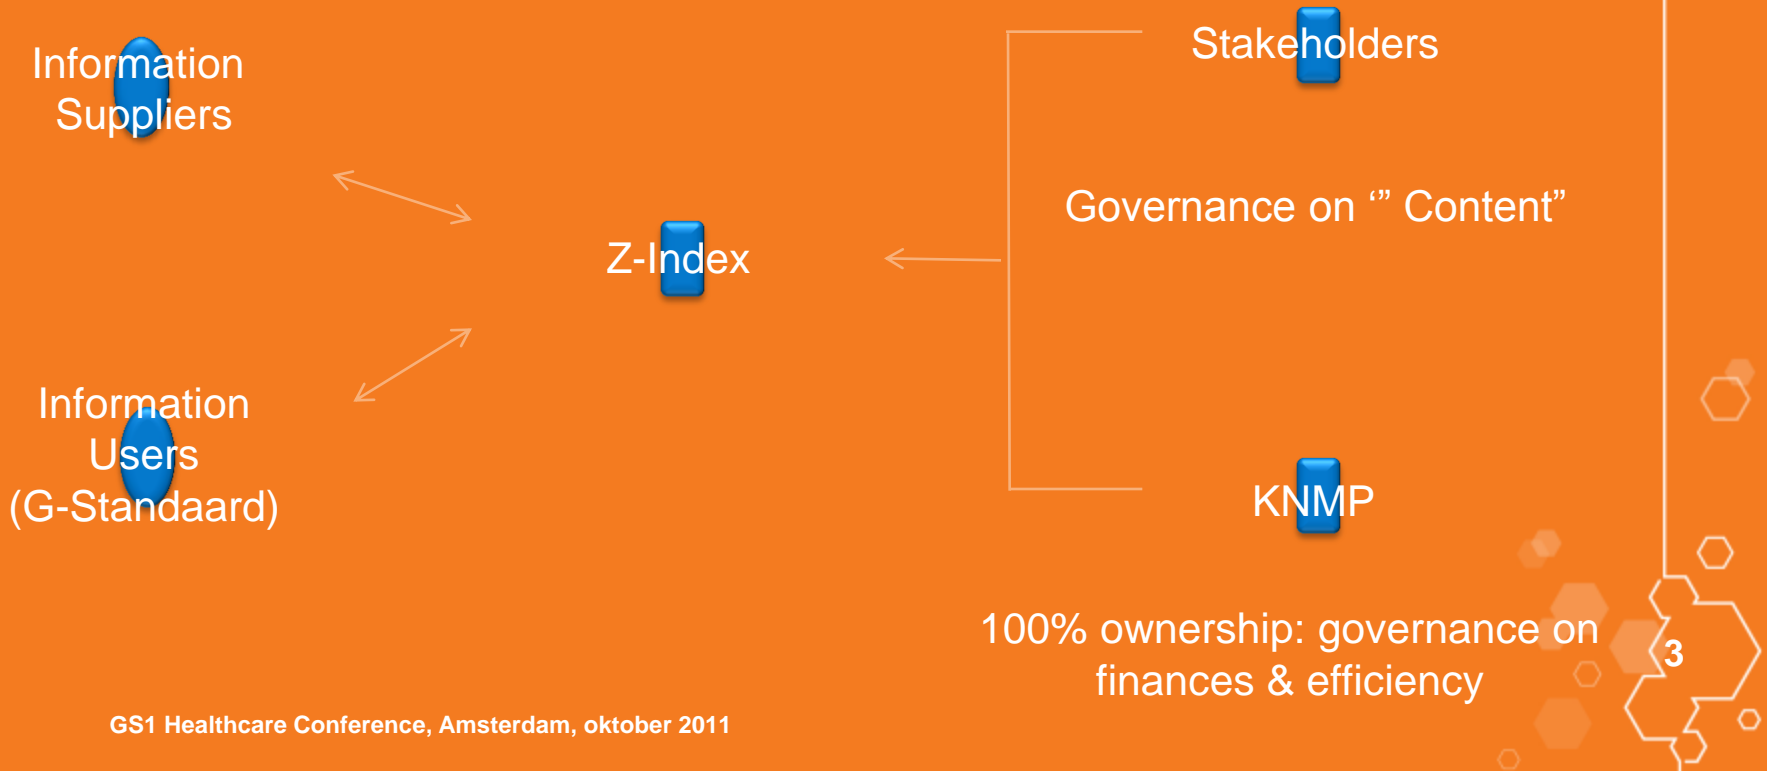 Information
Suppliers
Stakeholders
Governance on ‘” Content”
Z-Index
Information
Users
(G-Standaard)
KNMP
100% ownership: governance on
finances & efficiency
3
GS1 Healthcare Conference, Amsterdam, oktober 2011